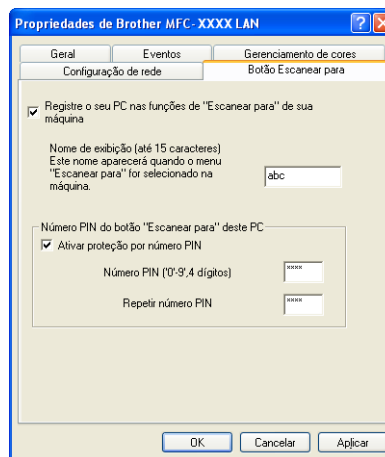 Propriedades de Brother MFC-XXXX LAN
Geral Eventos Gerenciamento de cores
Configuração de rede Botão Escanear para
Registre o seu PC nas funções de "Escanear para" de sua
máquina
Nome de exibição (até 15 caracteres)
Este nome aparecerá quando o menu
"Escanear para" for selecionado na
máquina.
abc
Número PIN do botão "Escanear para" deste PC
Ativar proteção por número PIN
Número PIN ('0'-'9',4 dígitos) xxxx
Repetir número PIN xxxx
OK Cancelar Aplicar